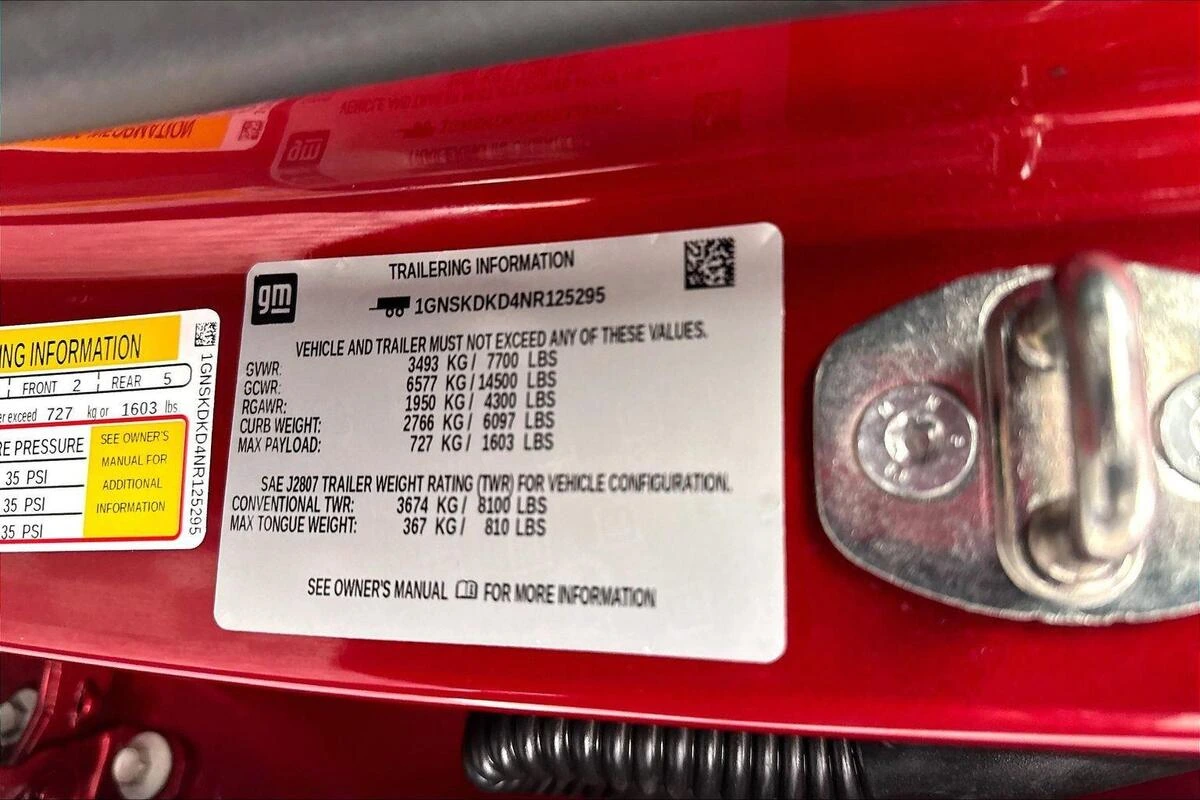 NG INFORMATION
FRONT 2 REAR 5
er exceed 727 kg or 1603 lbs
RE PRESSURE
35 PSI
35 PSI
35 PSI
SEE OWNER'S
MANUAL FOR
ADDITIONAL
INFORMATION
1GNSKDKD4NR125295
gm
TRAILERING INFORMATION
1GNSKDKD4NR125295
VEHICLE AND TRAILER MUST NOT EXCEED ANY OF THESE VALUES.
GVWR: 3493 KG/ 7700 LBS
GCWR: 6577 KG/14500 LBS
RGAWR: 1950 KG/ 4300 LBS
CURB WEIGHT: 2766 KG/ 6097 LBS
MAX PAYLOAD: 727 KG/ 1603 LBS
SAE J2807 TRAILER WEIGHT RATING (TWR) FOR VEHICLE CONFIGURATION.
CONVENTIONAL TWR: 3674 KG/ 8100 LBS
MAX TONGUE WEIGHT: 367 KG/ 810 LBS
SEE OWNER'S MANUAL FOR MORE INFORMATION